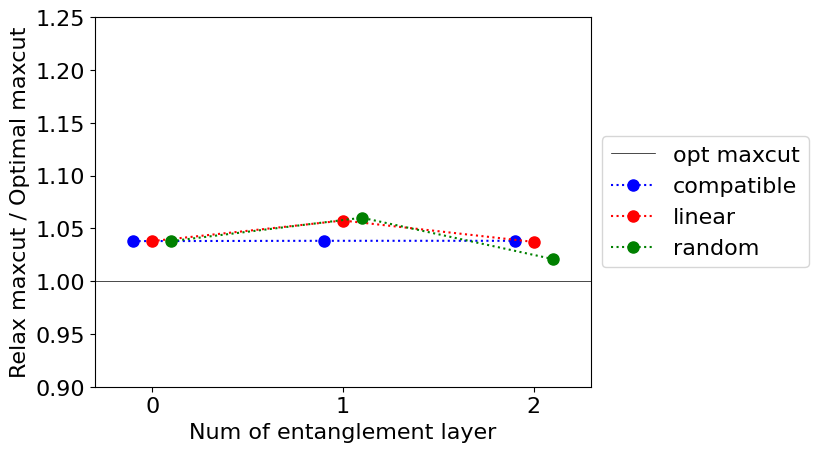 Relax maxcut / Optimal maxcut
1.25
1.20
1.15
1.10
1.05
1.00
0.95
0.90
0 1 2
Num of entanglement layer
opt maxcut
compatible
linear
random